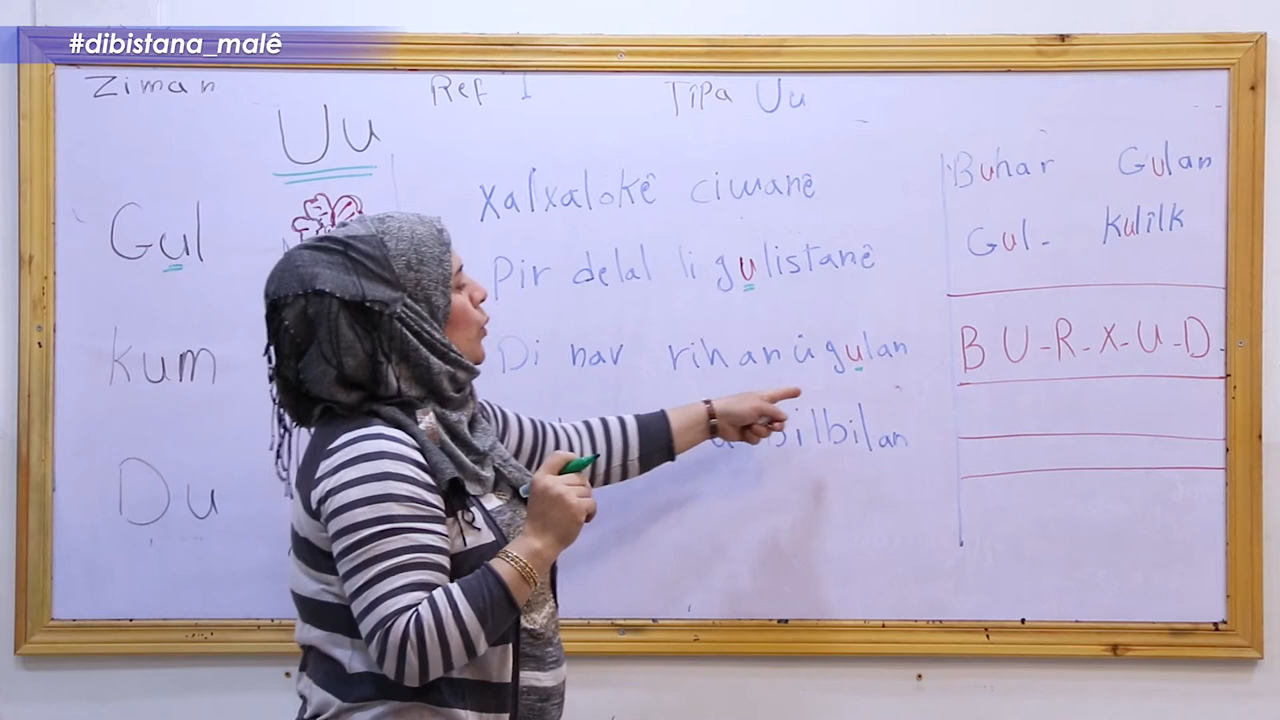 #dibistana_malê
Ziman Ref 1 Tîpa Uu
Uu
Gul
Kum
Du
Xalxalokê ciwanê
Pir delal li gulistanê
Di nav rihan û gulan
bilbilan
Buhar Gulan
Gul- Kulîlk
B U-R-X-U-D-